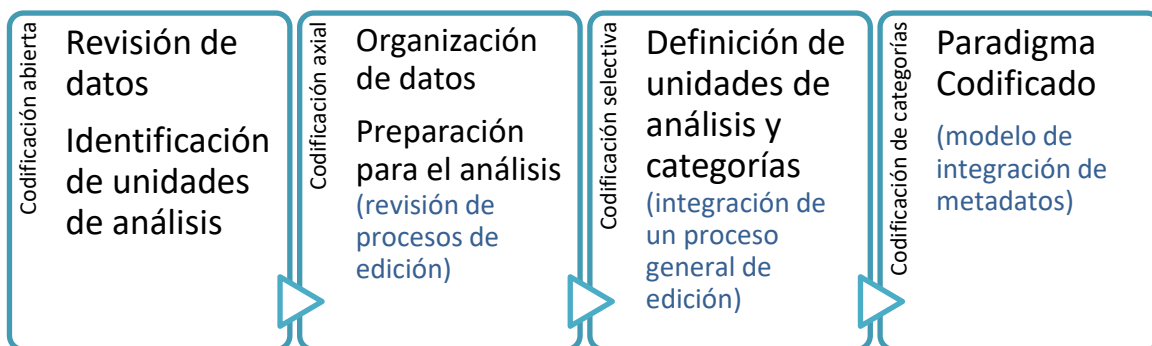 Codificación abierta
Revisión de
datos
Identificación
de unidades
de análisis
Codificación axial
Organización
de datos
Preparación
para el análisis
(revisión de
procesos de
edición)
Codificación selectiva
Definición de
unidades de
análisis y
categorías
(integración de
un proceso
general de
edición)
Codificación de categorías
Paradigma
Codificado
(modelo de
integración de
metadatos)